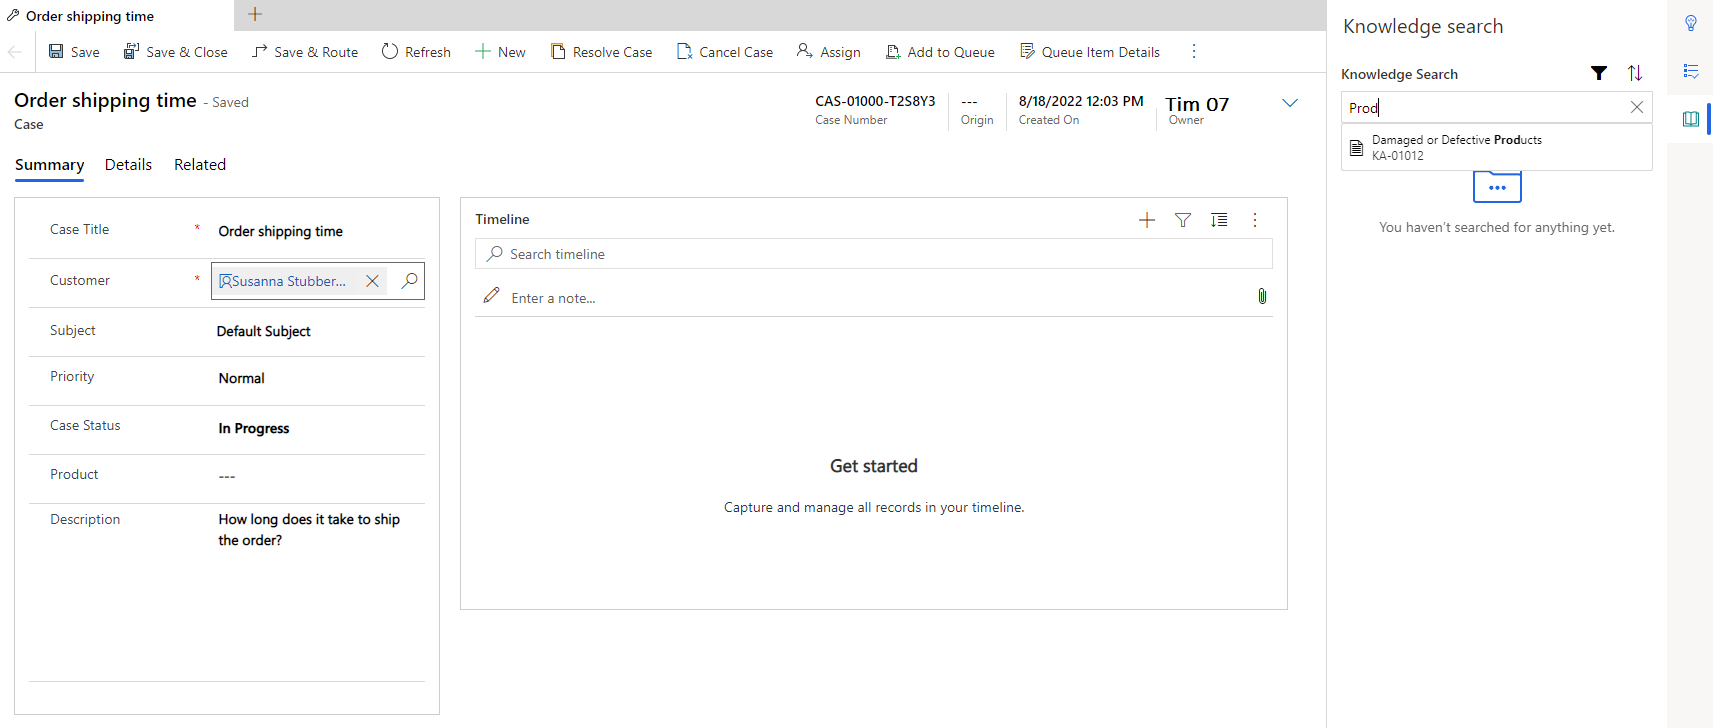 Order shipping time
Save
Save & Close
Save & Route
Refresh
New
Resolve Case
Cancel Case
Assign
Add to Queue
Queue Item Details
Order shipping time - Saved
Case
CAS-01000-T2S8Y3
Case Number
---
Origin
8/18/2022 12:03 PM
Created On
Tim 07
Owner
Summary
Details
Related
Case Title * Order shipping time
Customer * Susanna Stubber...
Subject Default Subject
Priority Normal
Case Status In Progress
Product ---
Description How long does it take to ship
the order?
Timeline
Search timeline
Enter a note...
Get started
Capture and manage all records in your timeline.
Knowledge search
Knowledge Search
Prod
Damaged or Defective Products
KA-01012
You haven't searched for anything yet.